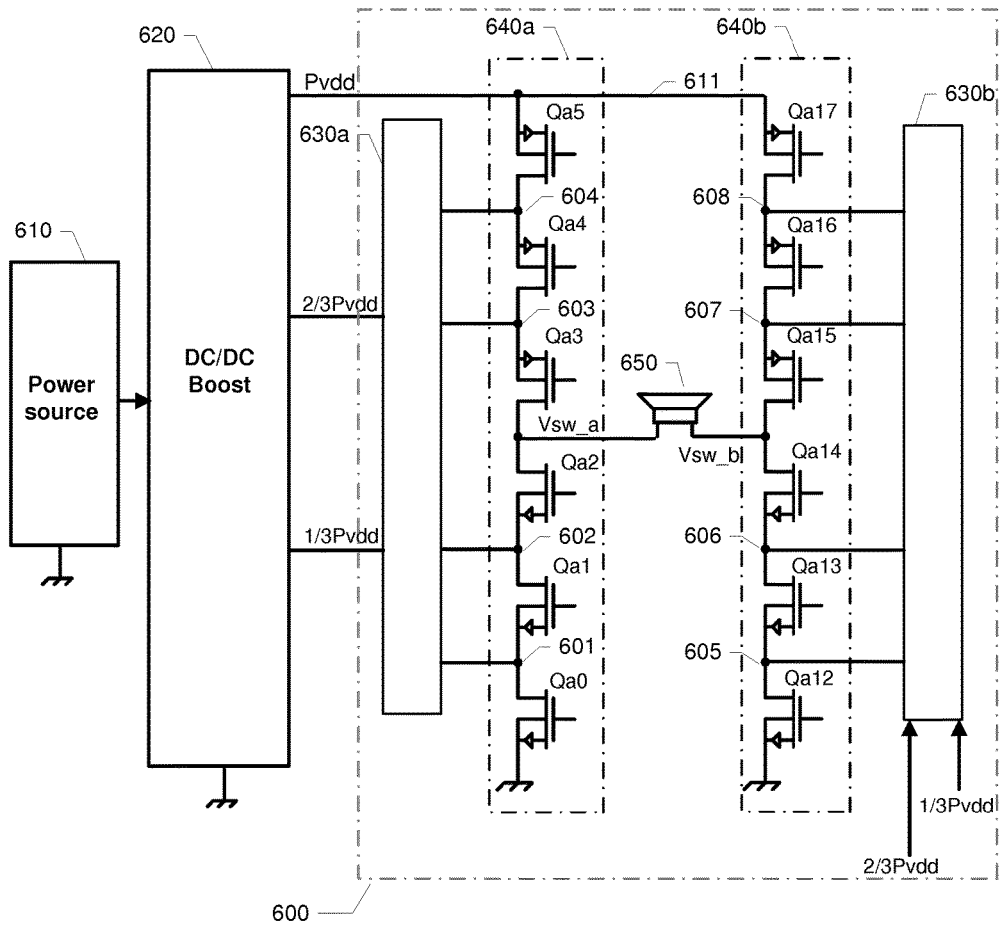 640a
640b
620
Pvdd
611
Qa5
Qa17
630b
630a
604
608
Qa4
Qa16
610
2/3Pvdd
603
607
Qa3
Qa15
DC/DC
Boost
650
Power
source
Vsw_a
Vsw_b
Qa2
Qa14
1/3Pvdd
602
606
Qa1
Qa13
601
605
Qa0
Qa12
1/3Pvdd
2/3Pvdd
600